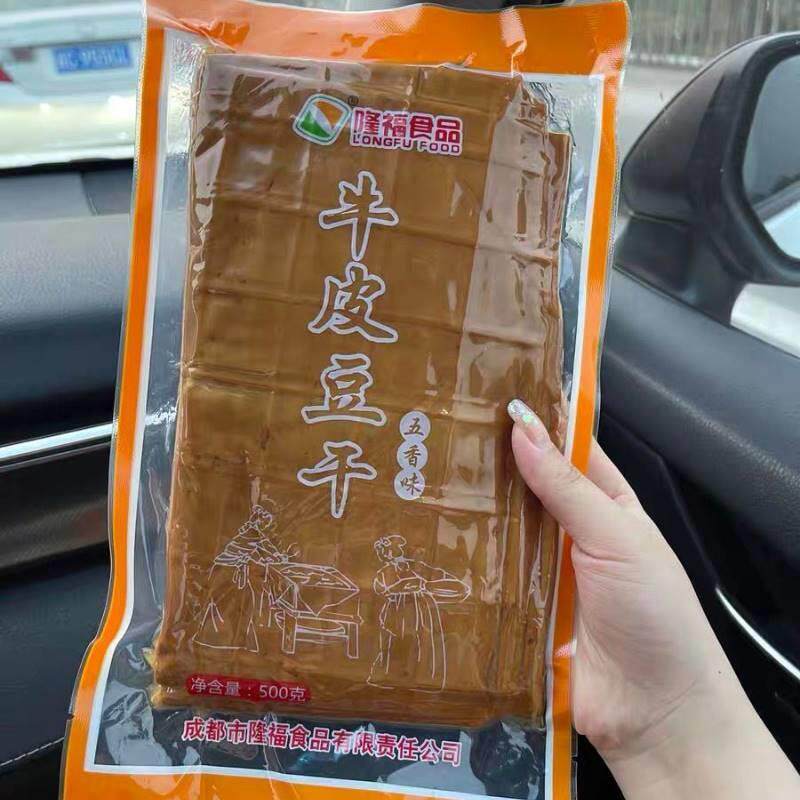 隆福食品
LONGFU FOOD
牛皮豆干
五香味
净含量：500克
成都市隆福食品有限责任公司